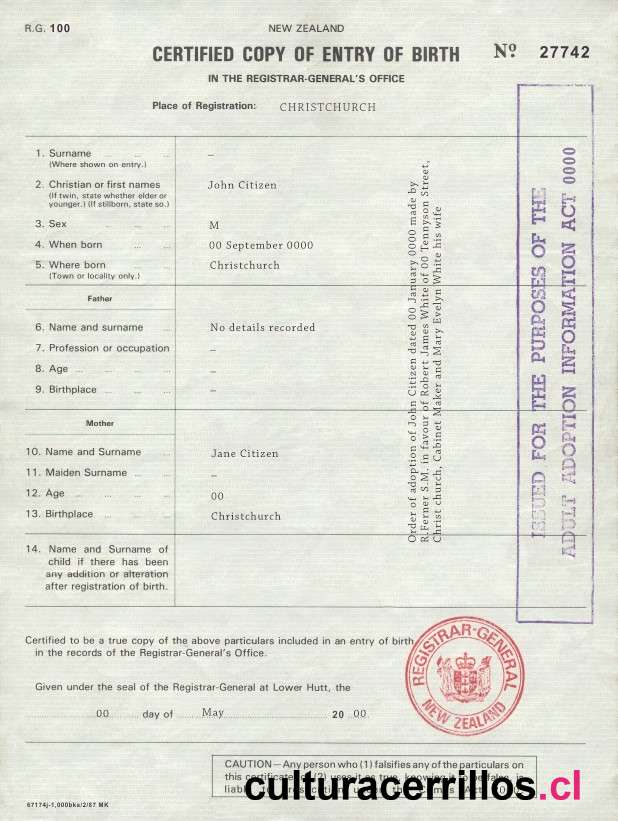 R.G. 100
NEW ZEALAND
CERTIFIED COPY OF ENTRY OF BIRTH
Nº 27742
IN THE REGISTRAR-GENERAL'S OFFICE
Place of Registration: CHRISTCHURCH
1. Surname ... ... ... –
(Where shown on entry.)
2. Christian or first names John Citizen
(If twin, state whether elder or
younger.) (If stillborn, state so.)
3. Sex ... ... ... M
4. When born ... ... 00 September 0000
5. Where born ... ... Christchurch
(Town or locality only.)
Father
6. Name and surname ... No details recorded
7. Profession or occupation –
8. Age ... ... ... ... –
9. Birthplace ... ... ... –
Mother
10. Name and Surname ... Jane Citizen
11. Maiden Surname ... ... –
12. Age ... ... ... ... 00
13. Birthplace ... ... ... Christchurch
14. Name and Surname of
child if there has been
any addition or alteration
after registration of birth.
Order of adoption of John Citizen dated 00 January 0000 made by
R.Ferner S.M. in favour of Robert James White of 00 Tennyson Street,
Christ church, Cabinet Maker and Mary Evelyn White his wife
ISSUED FOR THE PURPOSES OF THE
ADULT ADOPTION INFORMATION ACT 0000
Certified to be a true copy of the above particulars included in an entry of birth
in the records of the Registrar-General's Office.
Given under the seal of the Registrar-General at Lower Hutt, the
00 day of May 20 00
REGISTRAR-GENERAL
NEW ZEALAND
CAUTION—Any person who (1) falsifies any of the particulars on
this certificate, or (2) uses it as true, knowing it to be false, is
liable to prosecution under the Crimes Act
culturacerrillos.cl
67174j-1,000bks/2/87 MK